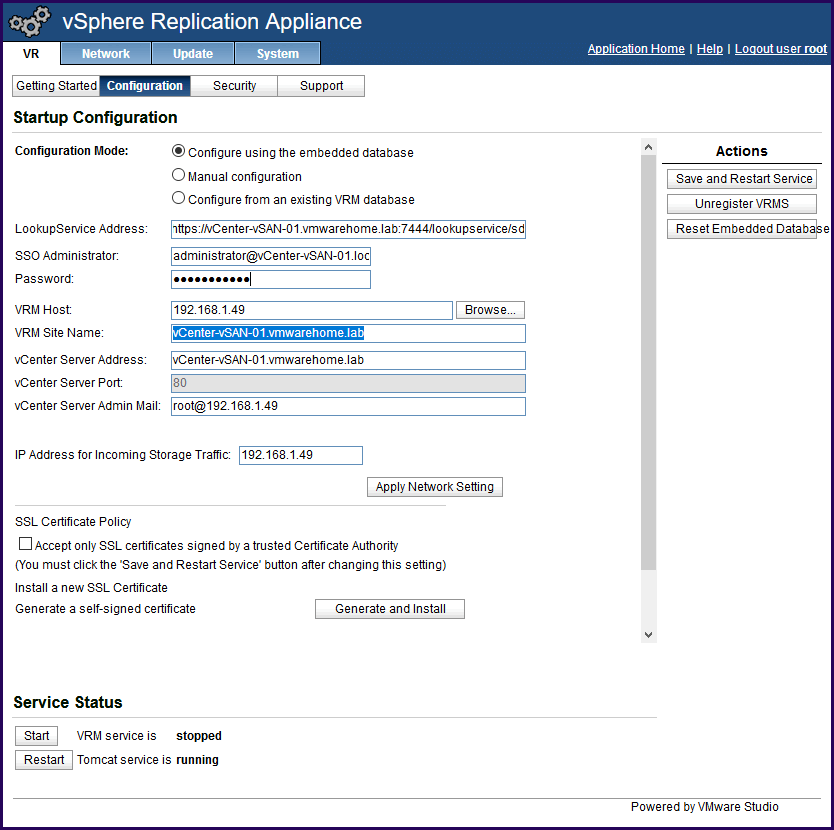 vSphere Replication Appliance
VR Network Update System
Application Home | Help | Logout user root
Getting Started Configuration Security Support
Startup Configuration
Configuration Mode: Configure using the embedded database
Manual configuration
Configure from an existing VRM database
LookupService Address: https://vCenter-vSAN-01.vmwarehome.lab:7444/lookupservice/sd
SSO Administrator: administrator@vCenter-vSAN-01.loc
Password: ●●●●●●●●●●●
VRM Host: 192.168.1.49 Browse...
VRM Site Name: vCenter-vSAN-01.vmwarehome.lab
vCenter Server Address: vCenter-vSAN-01.vmwarehome.lab
vCenter Server Port: 80
vCenter Server Admin Mail: root@192.168.1.49
IP Address for Incoming Storage Traffic: 192.168.1.49
Apply Network Setting
SSL Certificate Policy
Accept only SSL certificates signed by a trusted Certificate Authority
(You must click the 'Save and Restart Service' button after changing this setting)
Install a new SSL Certificate
Generate a self-signed certificate Generate and Install
Actions
Save and Restart Service
Unregister VRMS
Reset Embedded Database
Service Status
Start VRM service is stopped
Restart Tomcat service is running
Powered by VMware Studio